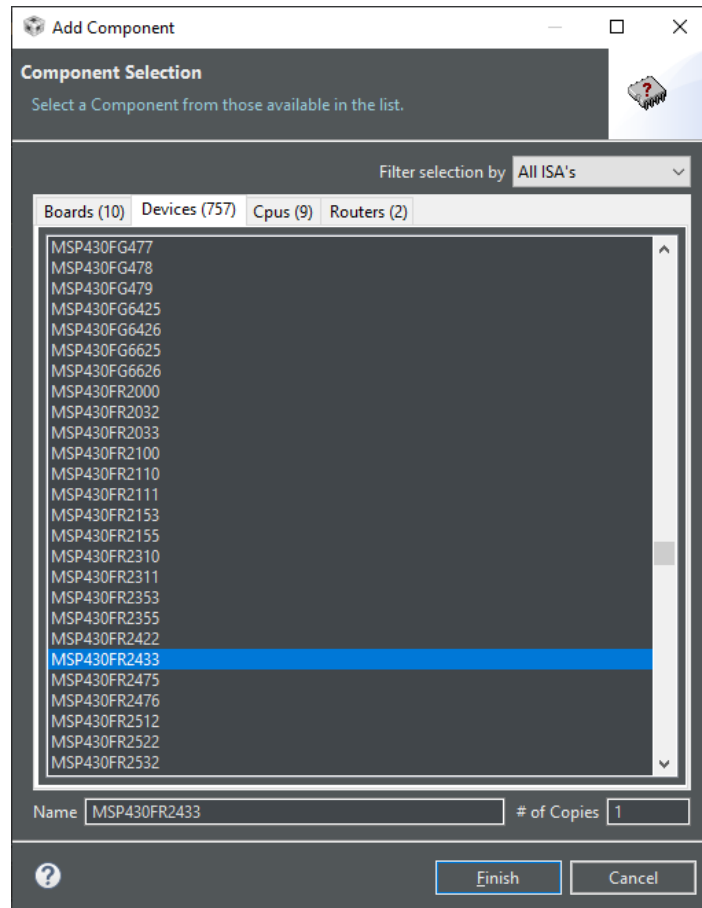 Add Component
Component Selection
Select a Component from those available in the list.
?
Filter selection by All ISA's
Boards (10) Devices (757) Cpus (9) Routers (2)
MSP430FG477
MSP430FG478
MSP430FG479
MSP430FG6425
MSP430FG6426
MSP430FG6625
MSP430FG6626
MSP430FR2000
MSP430FR2032
MSP430FR2033
MSP430FR2100
MSP430FR2110
MSP430FR2111
MSP430FR2153
MSP430FR2155
MSP430FR2310
MSP430FR2311
MSP430FR2353
MSP430FR2355
MSP430FR2422
MSP430FR2433
MSP430FR2475
MSP430FR2476
MSP430FR2512
MSP430FR2522
MSP430FR2532
Name MSP430FR2433 # of Copies 1
? Finish Cancel